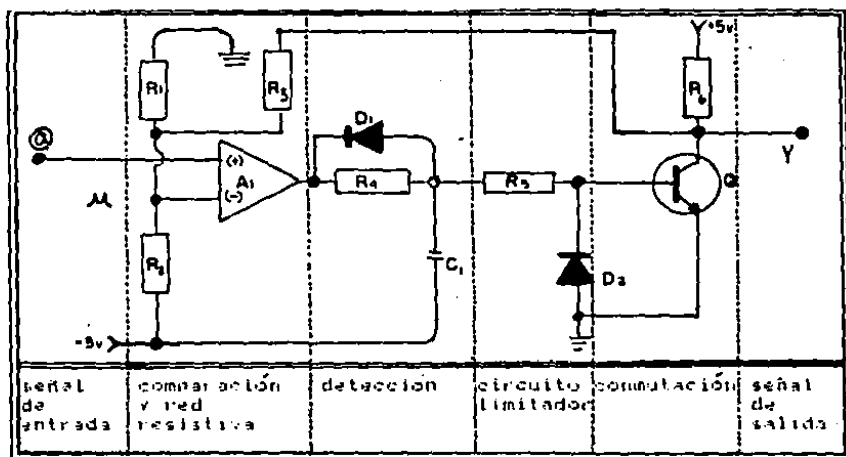 +5v
R1
R3
R6
@
D1
Y
(+)
A1
(-)
R4
R5
Q
μ
R2
C1
D2
-5v
señal de entrada
comparación y red resistiva
detección
circuito limitador
conmutación
señal de salida